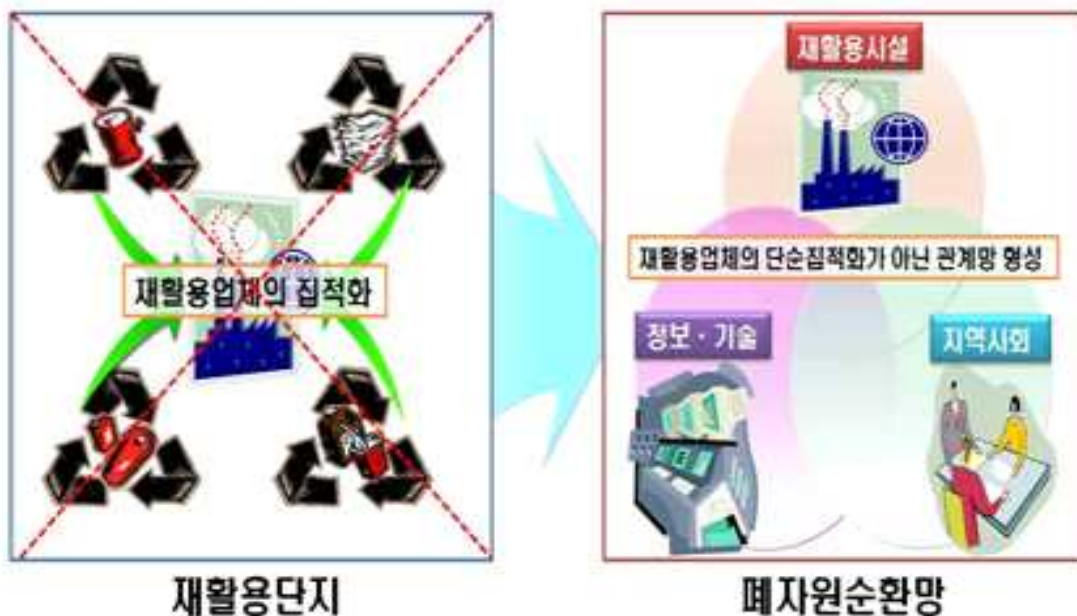 재활용업체의 집적화
재활용단지
재활용시설
재활용업체의 단순집적화가 아닌 관계망 형성
정보·기술
지역사회
폐자원순환망